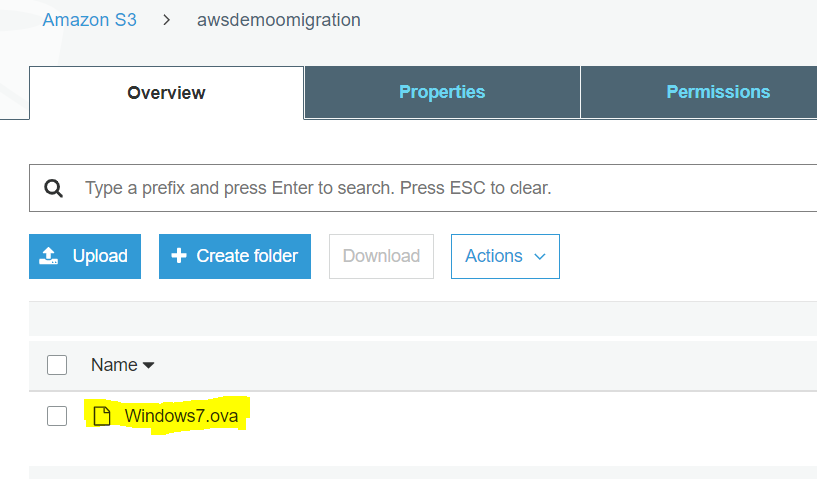 Amazon S3 > awsdemoomigration
Overview Properties Permissions
Type a prefix and press Enter to search. Press ESC to clear.
Upload Create folder Download Actions
Name
Windows7.ova